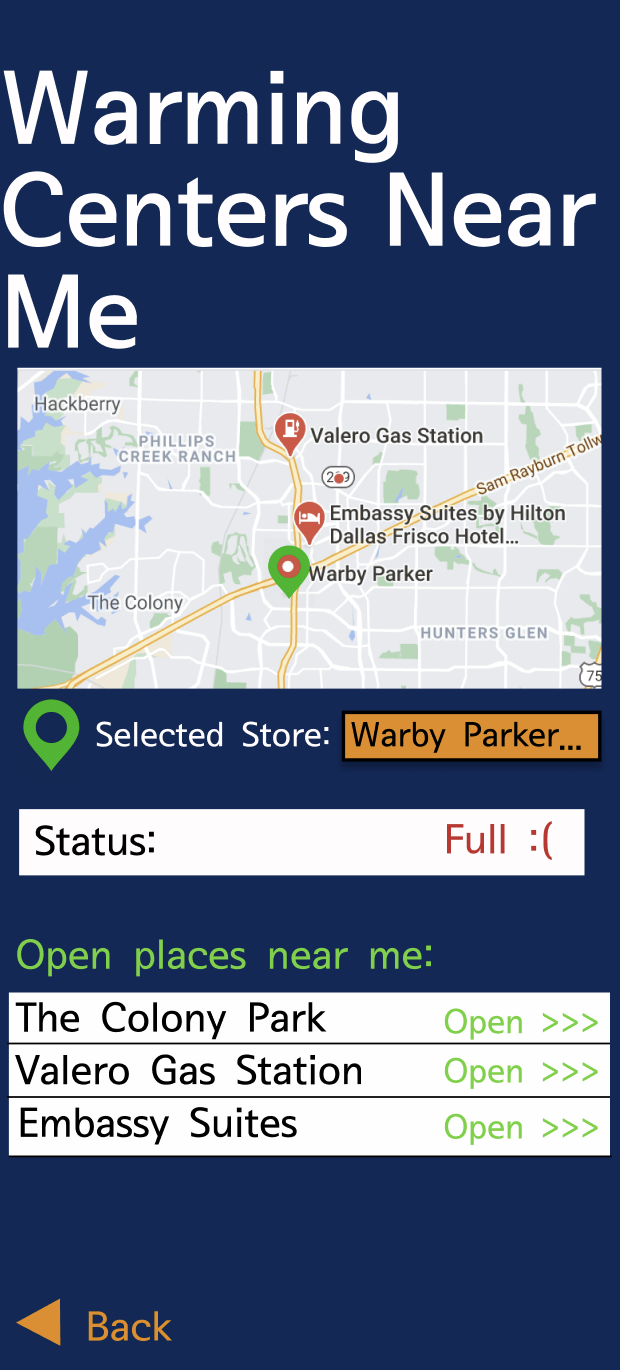 Warming
Centers Near
Me
Hackberry
PHILLIPS
CREEK RANCH
Valero Gas Station
Sam Rayburn Tollw
Embassy Suites by Hilton
Dallas Frisco Hotel...
Warby Parker
The Colony
HUNTERS GLEN
75
Selected Store: Warby Parker...
Status: Full :(
Open places near me:
The Colony Park Open >>>
Valero Gas Station Open >>>
Embassy Suites Open >>>
Back